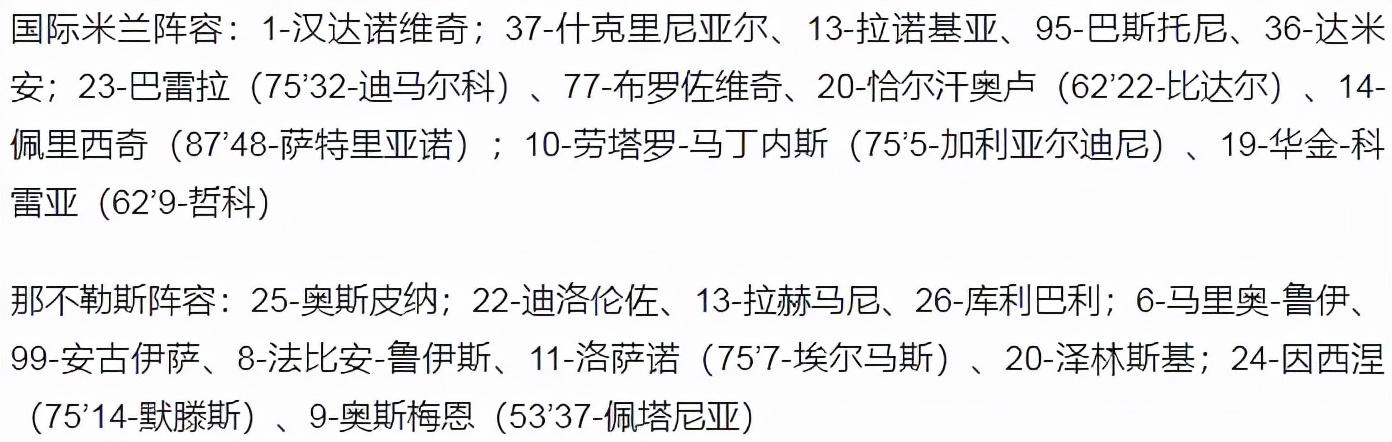 国际米兰阵容：1-汉达诺维奇；37-什克里尼亚尔、13-拉诺基亚、95-巴斯托尼、36-达米
安；23-巴雷拉（75’32-迪马尔科）、77-布罗佐维奇、20-恰尔汗奥卢（62’22-比达尔）、14-
佩里西奇（87’48-萨特里亚诺）；10-劳塔罗-马丁内斯（75’5-加利亚尔迪尼）、19-华金-科
雷亚（62’9-哲科）
那不勒斯阵容：25-奥斯皮纳；22-迪洛伦佐、13-拉赫马尼、26-库利巴利；6-马里奥-鲁伊、
99-安古伊萨、8-法比安-鲁伊斯、11-洛萨诺（75’7-埃尔马斯）、20-泽林斯基；24-因西涅
（75’14-默滕斯）、9-奥斯梅恩（53’37-佩塔尼亚）